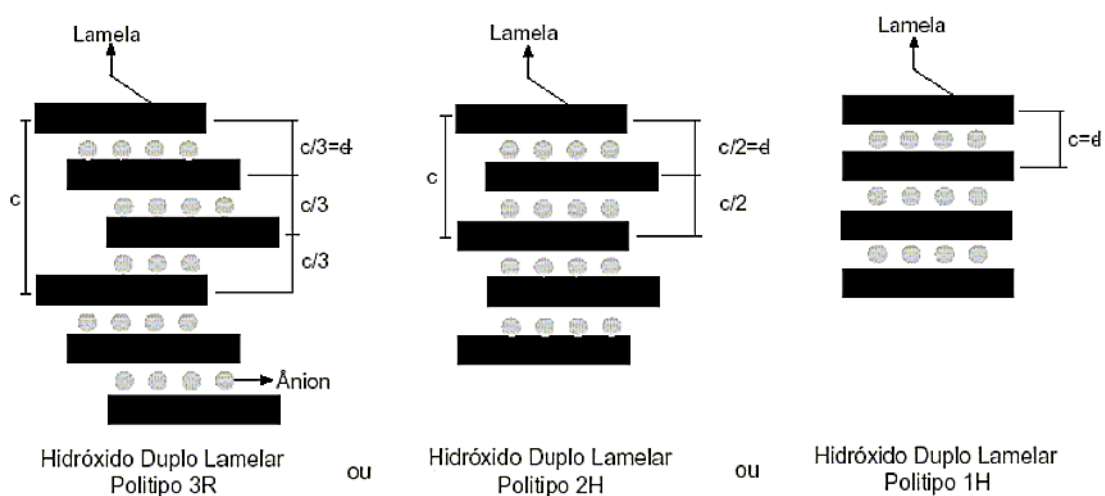 Lamela
c
c/3=d
c/3
c/3
Ânion
Hidróxido Duplo Lamelar
Politipo 3R
ou
Lamela
c
c/2=d
c/2
Hidróxido Duplo Lamelar
Politipo 2H
ou
Lamela
c=d
Hidróxido Duplo Lamelar
Politipo 1H